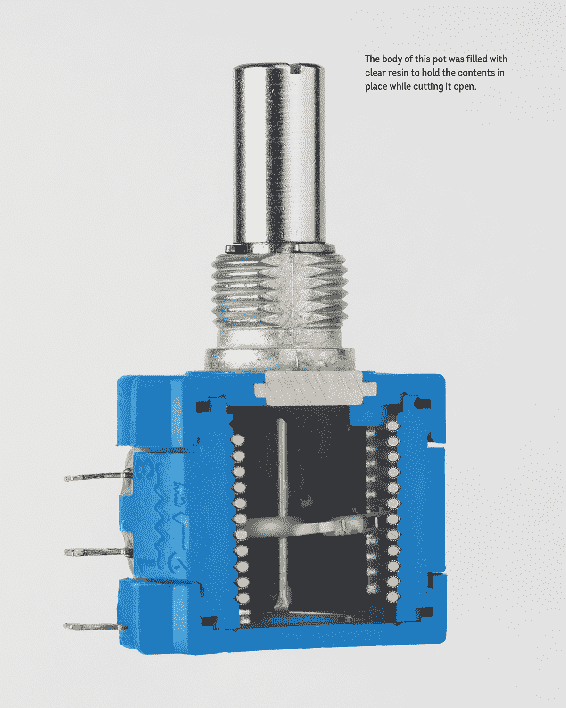 The body of this pot was filled with
clear resin to hold the contents in
place while cutting it open.